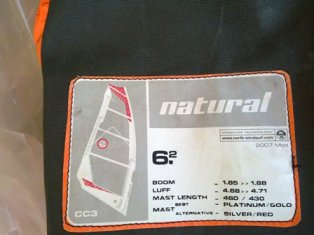 natural
www.north-windsurf.com
2007 Mod.
6.²
BOOM - 1.85 >> 1.88
LUFF - 4.68 >> 4.71
MAST LENGTH - 460 / 430
MAST BEST - PLATINUM/GOLD
ALTERNATIVE - SILVER/RED
CC3